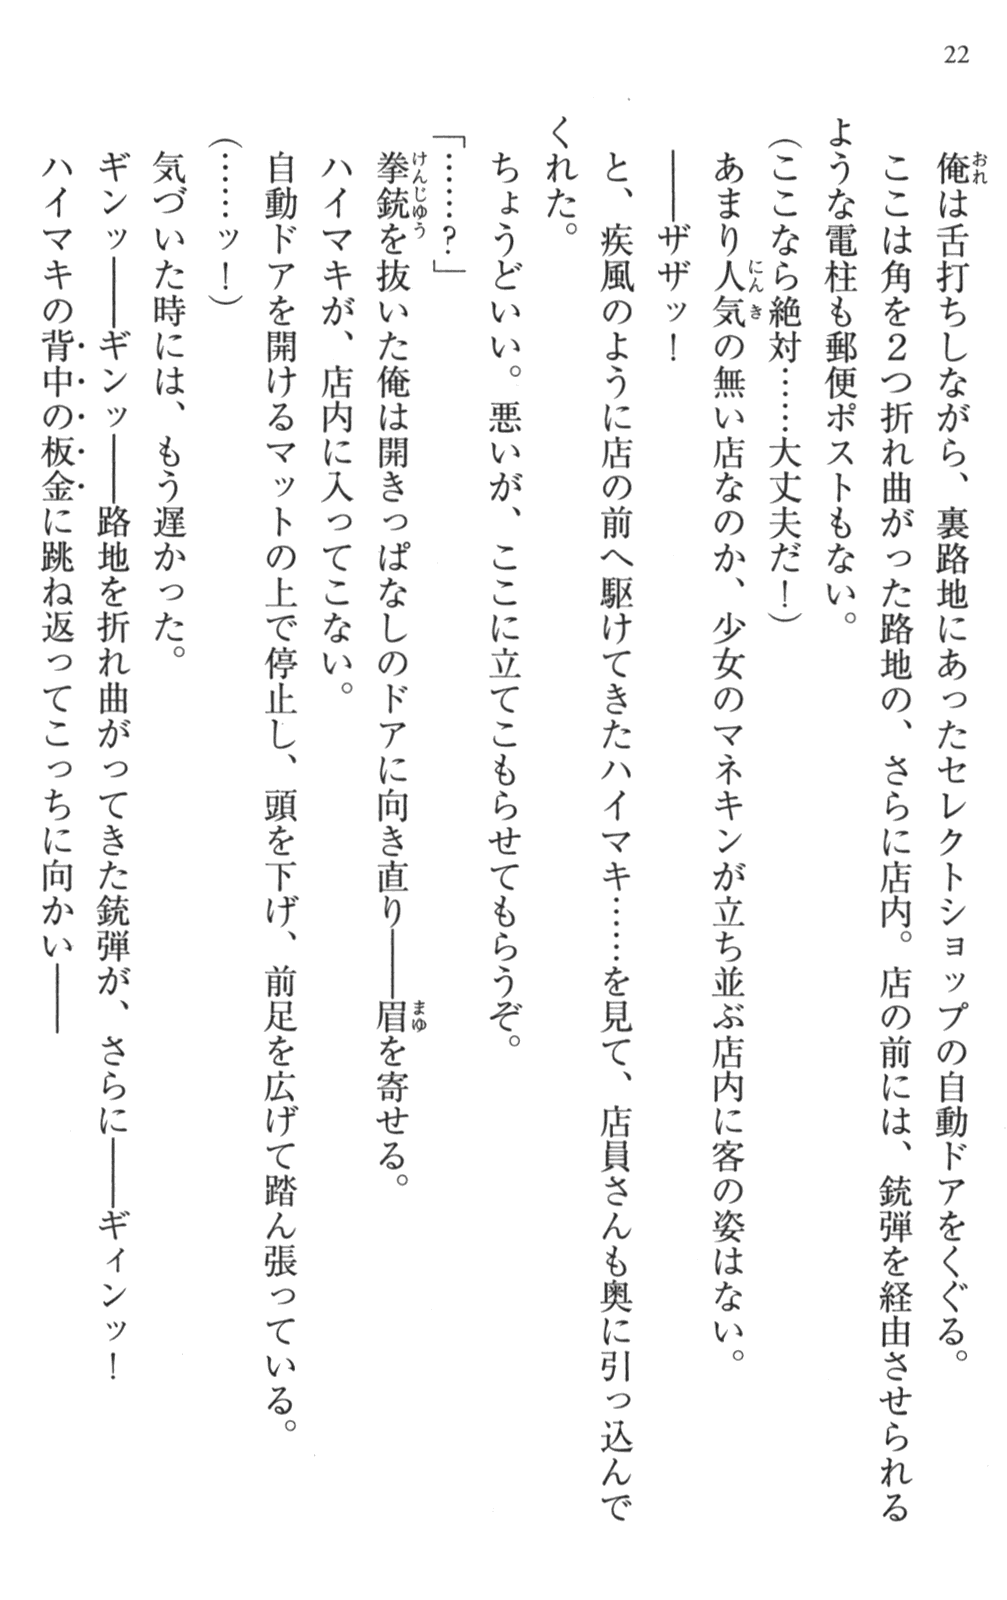 22
俺は舌打ちしながら、裏路地にあったセレクトショップの自動ドアをくぐる。
ここは角を2つ折れ曲がった路地の、さらに店内。店の前には、銃弾を経由させられる
ような電柱も郵便ポストもない。
(ここなら絶対……大丈夫だ！)
あまり人気の無い店なのか、少女のマネキンが立ち並ぶ店内に客の姿はない。
――ザザッ！
と、疾風のように店の前へ駆けてきたハイマキ……を見て、店員さんも奥に引っ込んで
くれた。
ちょうどいい。悪いが、ここに立てこもらせてもらうぞ。
「……？」
拳銃を抜いた俺は開きっぱなしのドアに向き直り――眉を寄せる。
ハイマキが、店内に入ってこない。
自動ドアを開けるマットの上で停止し、頭を下げ、前足を広げて踏ん張っている。
(……ッ！)
気づいた時には、もう遅かった。
ギンッ――ギンッ――路地を折れ曲がってきた銃弾が、さらに――ギィンッ！
ハイマキの背中の板金に跳ね返ってこっちに向かい――